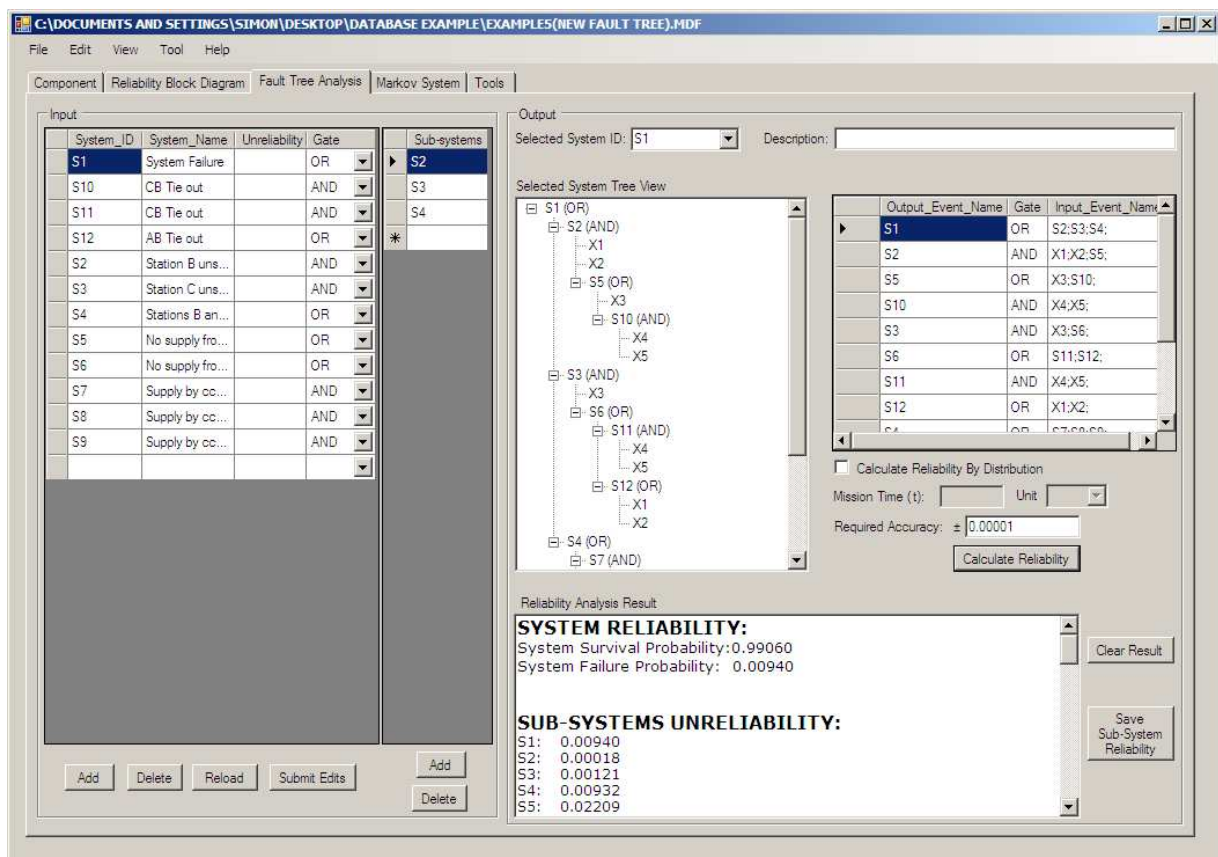 C:\DOCUMENTS AND SETTINGS\SIMON\DESKTOP\DATABASE EXAMPLE\EXAMPLE5(NEW FAULT TREE).MDF
File Edit View Tool Help
Component Reliability Block Diagram Fault Tree Analysis Markov System Tools
Input
System_ID System_Name Unreliability Gate
S1 System Failure OR
S10 CB Tie out AND
S11 CB Tie out AND
S12 AB Tie out OR
S2 Station B uns... AND
S3 Station C uns... AND
S4 Stations B an... OR
S5 No supply fro... OR
S6 No supply fro... OR
S7 Supply by cc... AND
S8 Supply by cc... AND
S9 Supply by cc... AND
Sub-systems
S2
S3
S4
Add Delete Reload Submit Edits
Add
Delete
Output
Selected System ID: S1 Description:
Selected System Tree View
S1 (OR)
S2 (AND)
X1
X2
S5 (OR)
X3
S10 (AND)
X4
X5
S3 (AND)
X3
S6 (OR)
S11 (AND)
X4
X5
S12 (OR)
X1
X2
S4 (OR)
S7 (AND)
Output_Event_Name Gate Input_Event_Name
S1 OR S2;S3;S4;
S2 AND X1;X2;S5;
S5 OR X3;S10;
S10 AND X4;X5;
S3 AND X3;S6;
S6 OR S11;S12;
S11 AND X4;X5;
S12 OR X1;X2;
S4 OR S7;S8;S9;
Calculate Reliability By Distribution
Mission Time (t): Unit
Required Accuracy: ± 0.00001
Calculate Reliability
Reliability Analysis Result
SYSTEM RELIABILITY:
System Survival Probability:0.99060
System Failure Probability: 0.00940
SUB-SYSTEMS UNRELIABILITY:
S1: 0.00940
S2: 0.00018
S3: 0.00121
S4: 0.00932
S5: 0.02209
Clear Result
Save
Sub-System
Reliability